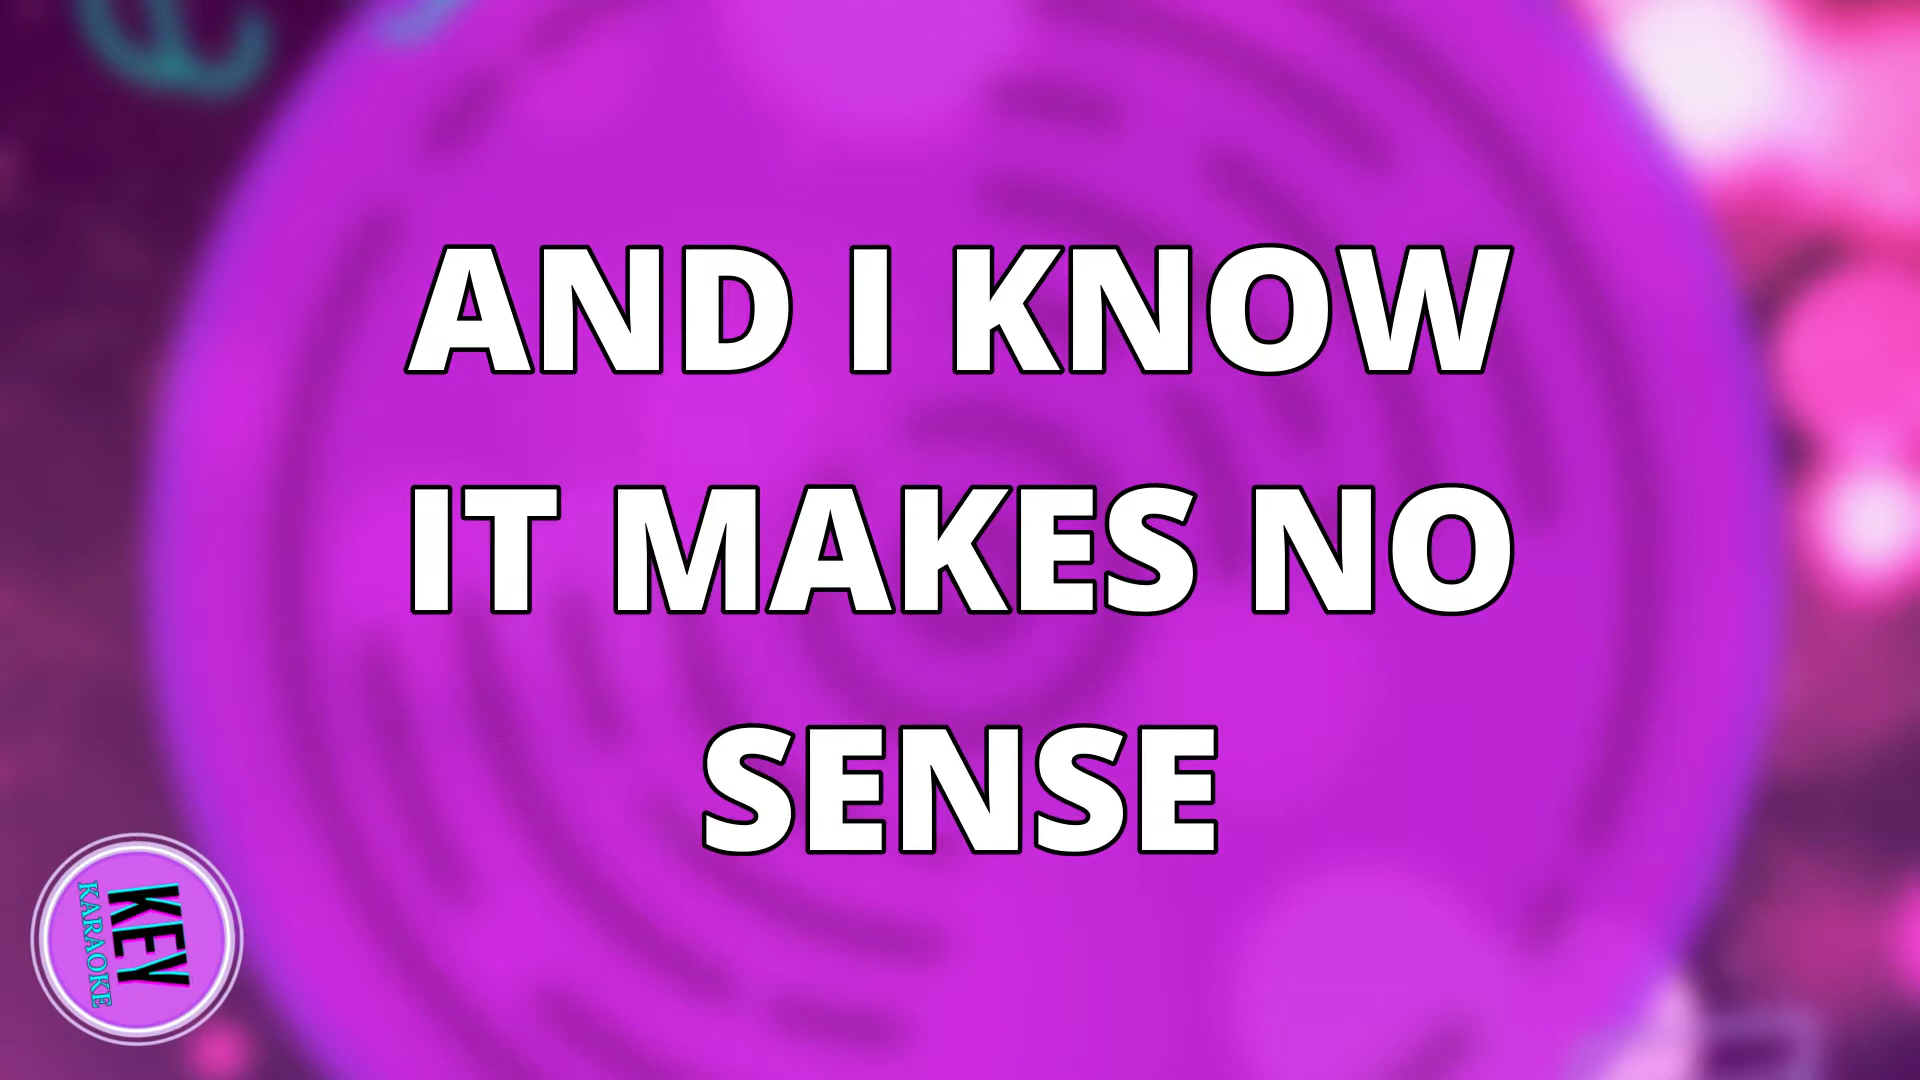 AND I KNOW
IT MAKES NO
SENSE
KEY
KARAOKE